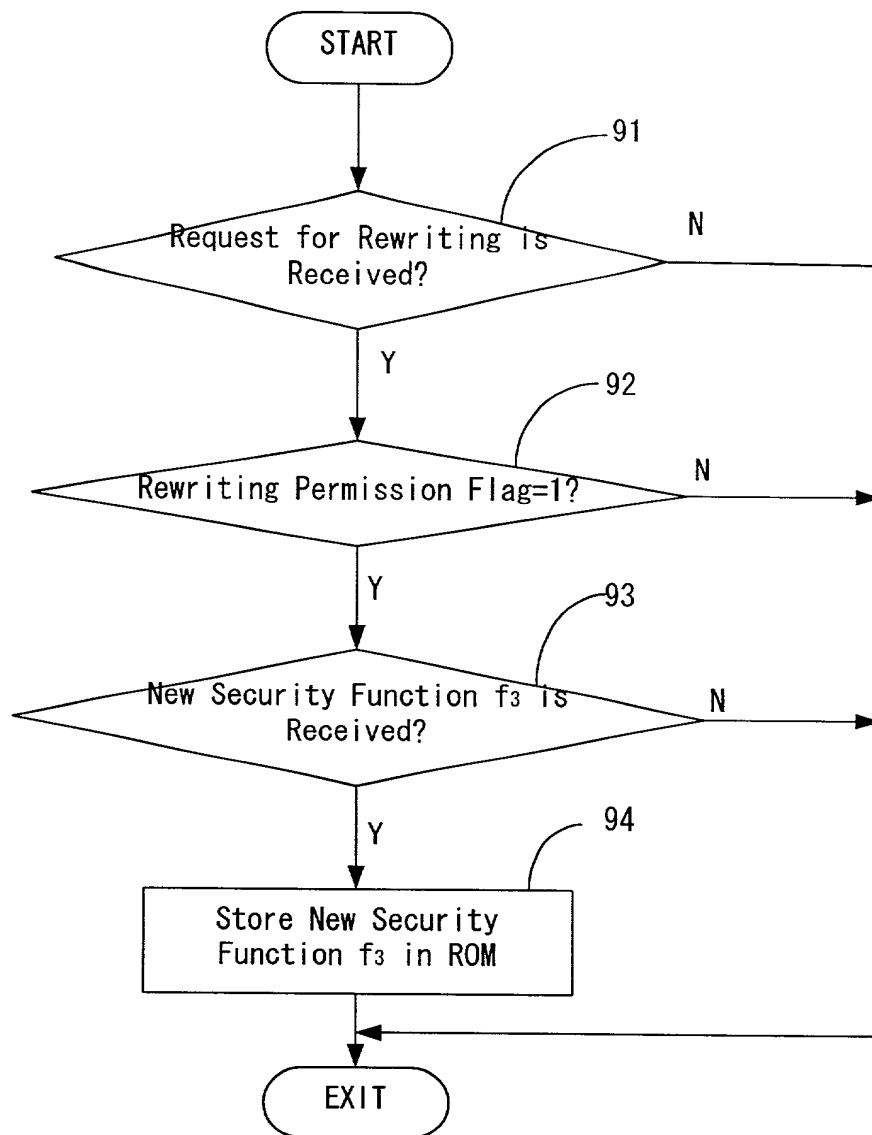 START
91
Request for Rewriting is
Received?
N
Y
92
Rewriting Permission Flag=1?
N
Y
93
New Security Function f₃ is
Received?
N
Y
94
Store New Security
Function f₃ in ROM
EXIT